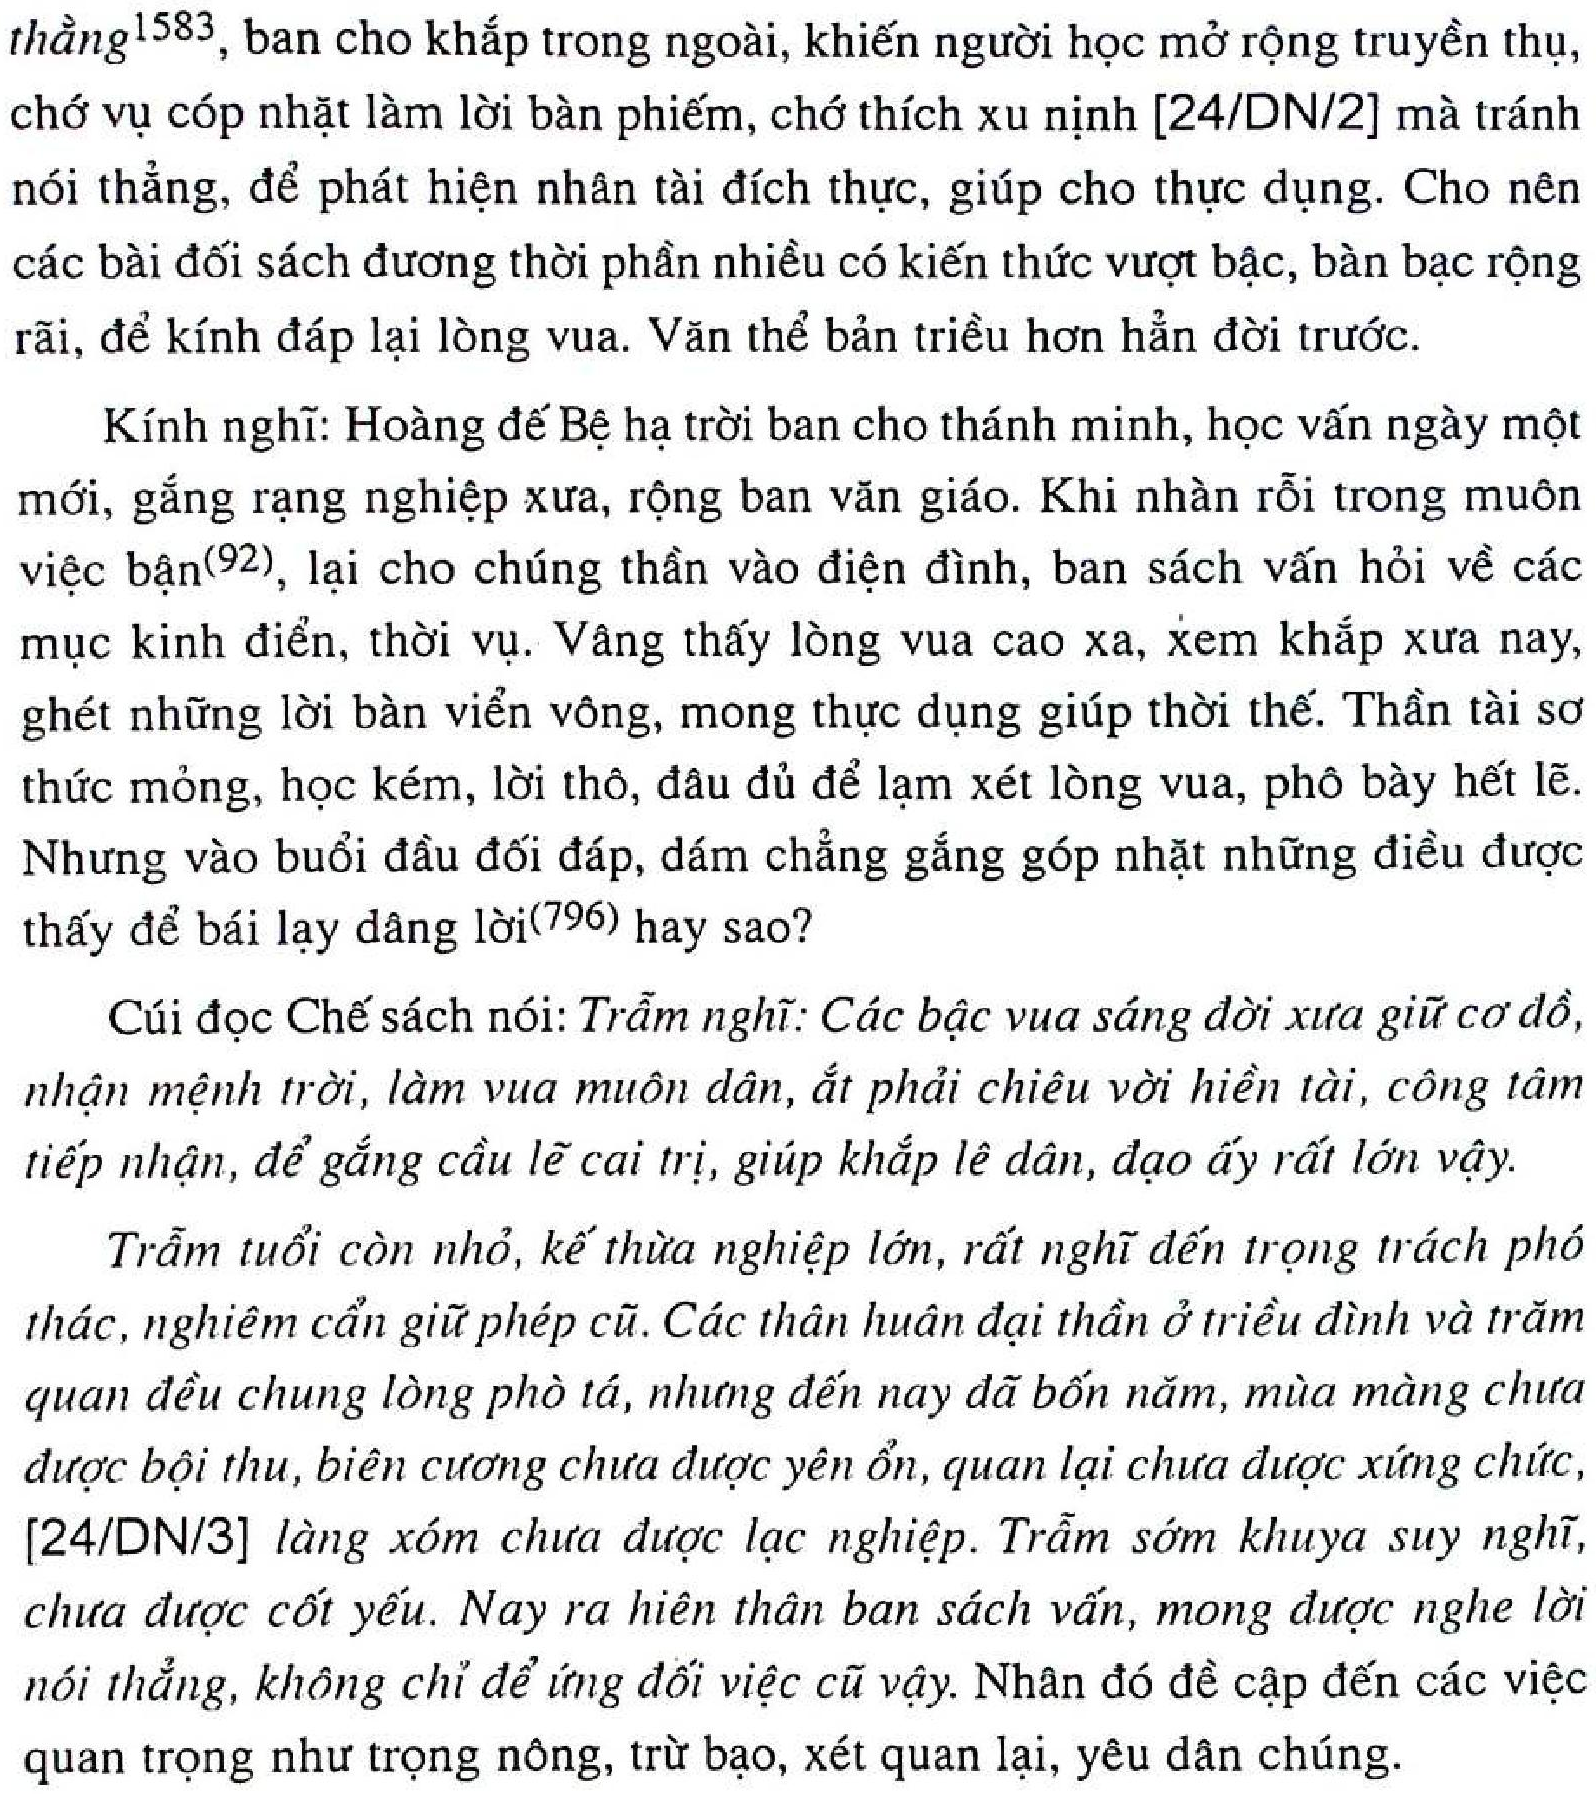 thằng1583, ban cho khắp trong ngoài, khiến người học mở rộng truyền thụ,
chớ vụ cóp nhặt làm lời bàn phiếm, chớ thích xu nịnh [24/DN/2] mà tránh
nói thẳng, để phát hiện nhân tài đích thực, giúp cho thực dụng. Cho nên
các bài đối sách đương thời phần nhiều có kiến thức vượt bậc, bàn bạc rộng
rãi, để kính đáp lại lòng vua. Văn thể bản triều hơn hẳn đời trước.
Kính nghĩ: Hoàng đế Bệ hạ trời ban cho thánh minh, học vấn ngày một
mới, gắng rạng nghiệp xưa, rộng ban văn giáo. Khi nhàn rỗi trong muôn
việc bận(92), lại cho chúng thần vào điện đình, ban sách vấn hỏi về các
mục kinh điển, thời vụ. Vâng thấy lòng vua cao xa, xem khắp xưa nay,
ghét những lời bàn viển vông, mong thực dụng giúp thời thế. Thần tài sơ
thức mỏng, học kém, lời thô, đâu đủ để lạm xét lòng vua, phô bày hết lẽ.
Nhưng vào buổi đầu đối đáp, dám chẳng gắng góp nhặt những điều được
thấy để bái lạy dâng lời(796) hay sao?
Cúi đọc Chế sách nói: Trẫm nghĩ: Các bậc vua sáng đời xưa giữ cơ đồ,
nhận mệnh trời, làm vua muôn dân, ắt phải chiêu vời hiền tài, công tâm
tiếp nhận, để gắng cầu lẽ cai trị, giúp khắp lê dân, đạo ấy rất lớn vậy.
Trẫm tuổi còn nhỏ, kế thừa nghiệp lớn, rất nghĩ đến trọng trách phó
thác, nghiêm cẩn giữ phép cũ. Các thân huân đại thần ở triều đình và trăm
quan đều chung lòng phò tá, nhưng đến nay đã bốn năm, mùa màng chưa
được bội thu, biên cương chưa được yên ổn, quan lại chưa được xứng chức,
[24/DN/3] làng xóm chưa được lạc nghiệp. Trẫm sớm khuya suy nghĩ,
chưa được cốt yếu. Nay ra hiên thân ban sách vấn, mong được nghe lời
nói thẳng, không chỉ để ứng đối việc cũ vậy. Nhân đó đề cập đến các việc
quan trọng như trọng nông, trừ bạo, xét quan lại, yêu dân chúng.